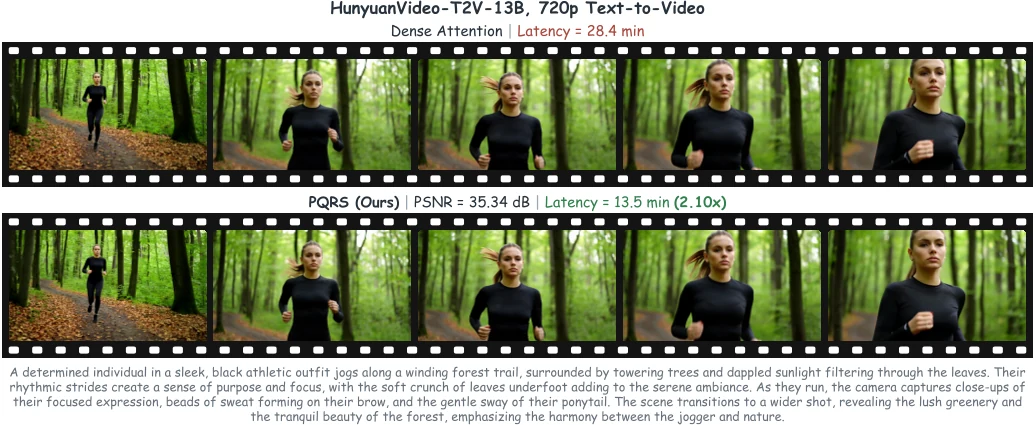 HunyuanVideo-T2V-13B, 720p Text-to-Video
Dense Attention | Latency = 28.4 min
PQRS (Ours) | PSNR = 35.34 dB | Latency = 13.5 min (2.10x)
A determined individual in a sleek, black athletic outfit jogs along a winding forest trail, surrounded by towering trees and dappled sunlight filtering through the leaves. Their
rhythmic strides create a sense of purpose and focus, with the soft crunch of leaves underfoot adding to the serene ambiance. As they run, the camera captures close-ups of
their focused expression, beads of sweat forming on their brow, and the gentle sway of their ponytail. The scene transitions to a wider shot, revealing the lush greenery and
the tranquil beauty of the forest, emphasizing the harmony between the jogger and nature.